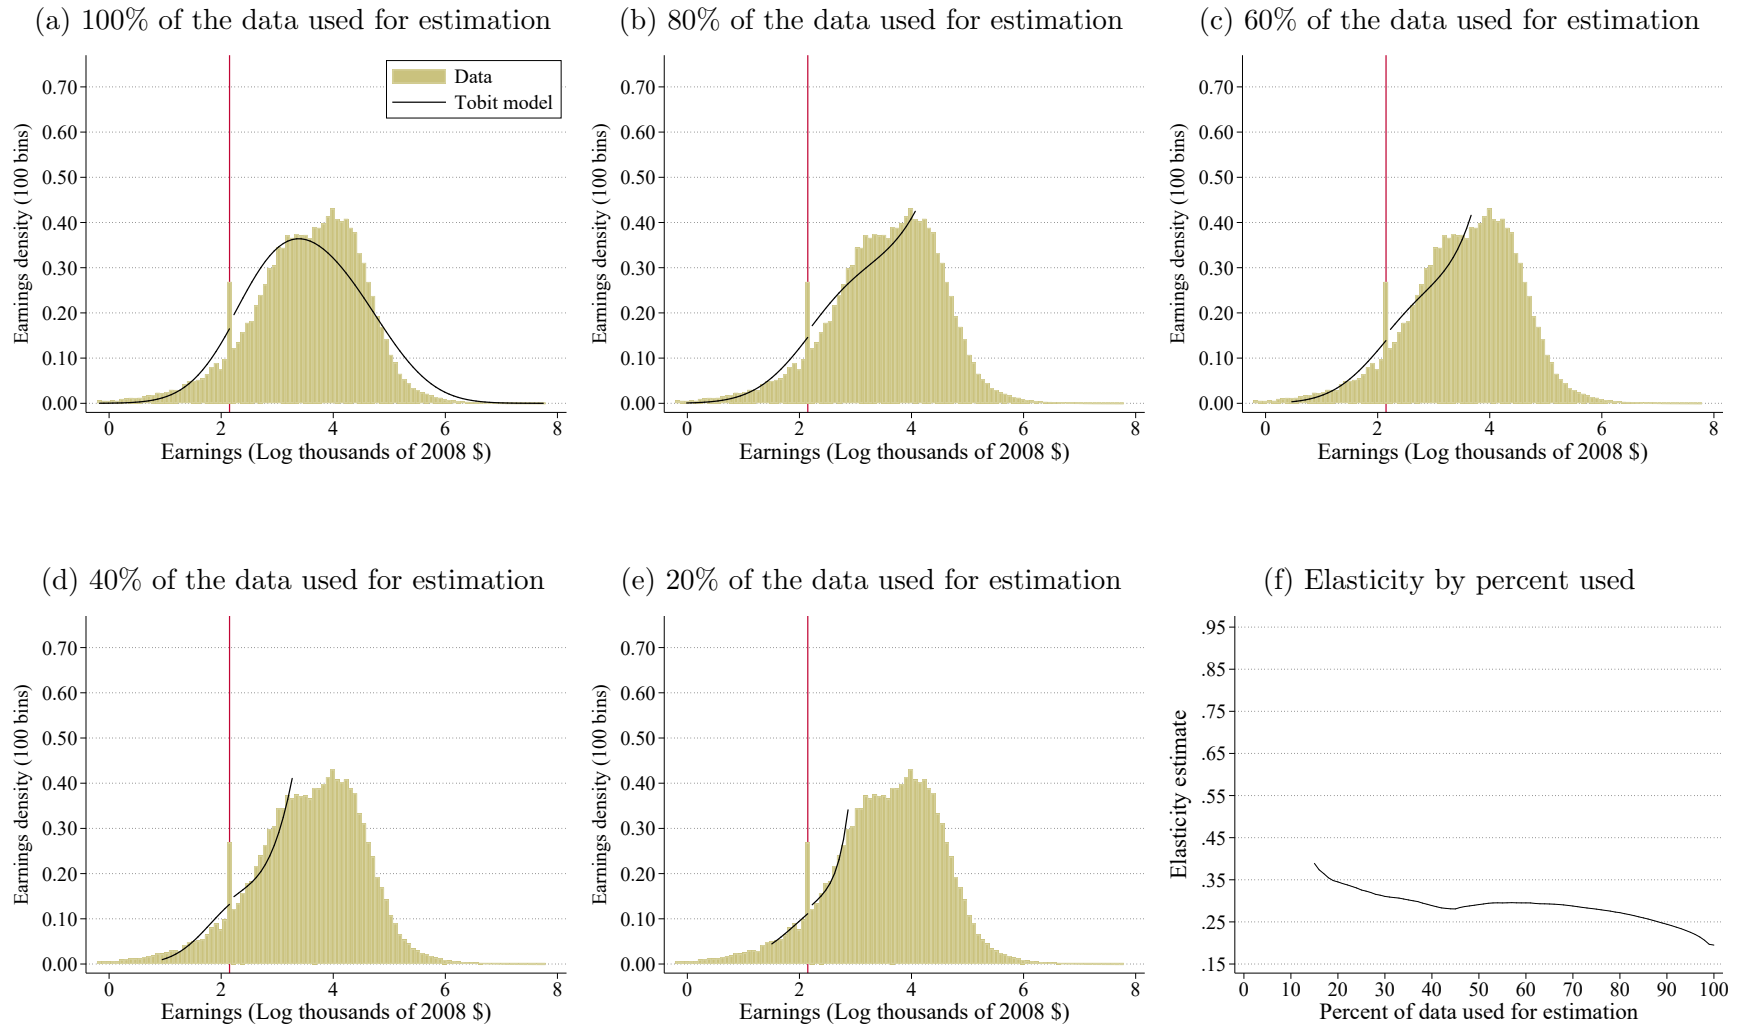 (a) 100% of the data used for estimation
0.70
0.60
0.50
0.40
0.30
0.20
0.10
0.00
Earnings density (100 bins)
Data
Tobit model
0 2 4 6 8
Earnings (Log thousands of 2008 $)
(b) 80% of the data used for estimation
0.70
0.60
0.50
0.40
0.30
0.20
0.10
0.00
Earnings density (100 bins)
0 2 4 6 8
Earnings (Log thousands of 2008 $)
(c) 60% of the data used for estimation
0.70
0.60
0.50
0.40
0.30
0.20
0.10
0.00
Earnings density (100 bins)
0 2 4 6 8
Earnings (Log thousands of 2008 $)
(d) 40% of the data used for estimation
0.70
0.60
0.50
0.40
0.30
0.20
0.10
0.00
Earnings density (100 bins)
0 2 4 6 8
Earnings (Log thousands of 2008 $)
(e) 20% of the data used for estimation
0.70
0.60
0.50
0.40
0.30
0.20
0.10
0.00
Earnings density (100 bins)
0 2 4 6 8
Earnings (Log thousands of 2008 $)
(f) Elasticity by percent used
.95
.85
.75
.65
.55
.45
.35
.25
.15
Elasticity estimate
0 10 20 30 40 50 60 70 80 90 100
Percent of data used for estimation